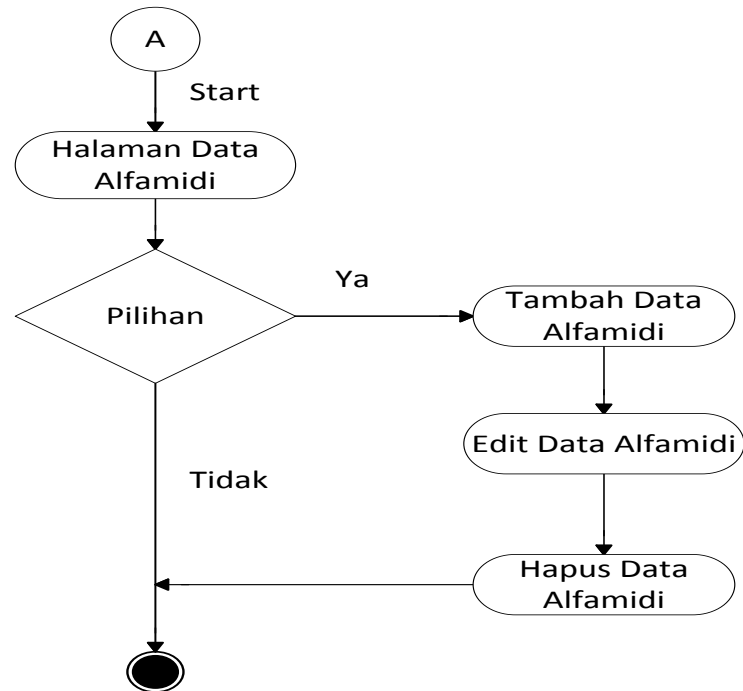 A
Start
Halaman Data
Alfamidi
Pilihan
Ya
Tambah Data
Alfamidi
Edit Data Alfamidi
Tidak
Hapus Data
Alfamidi